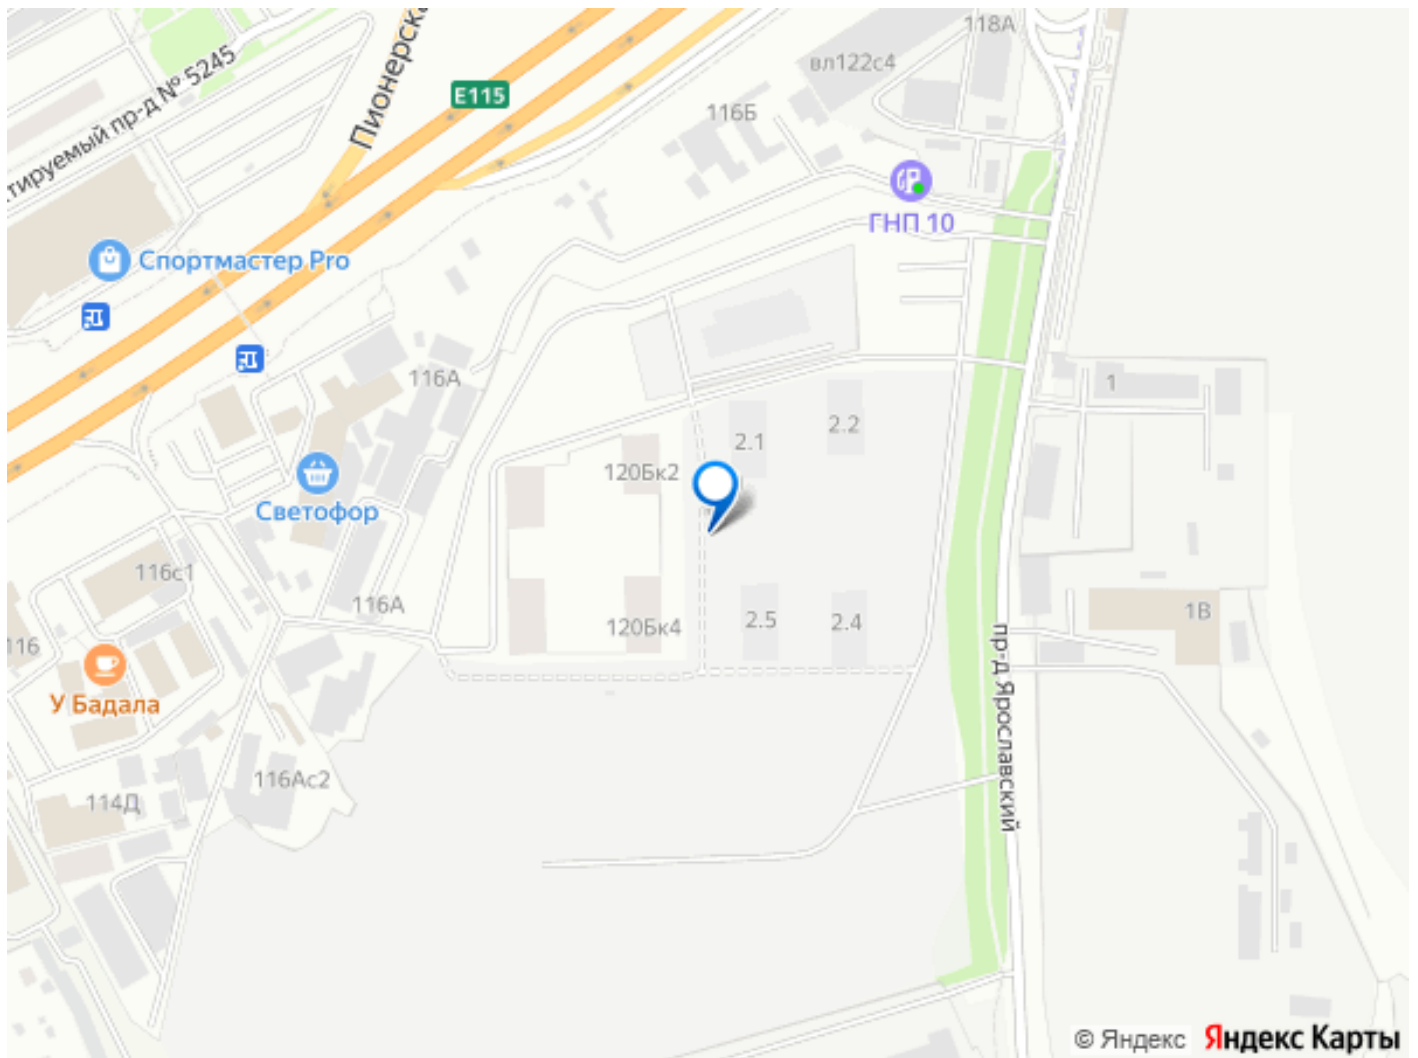 118А
вл122с4
Пионерска
тируемый пр-д № 5245
E115
116Б
ГНП 10
Спортмастер Pro
116А
1
2.2
2.1
120Бк2
Светофор
116с1
116А
2.5
2.4
120Бк4
1В
116
У Бадала
пр-д Ярославский
116Ас2
114Д
© Яндекс Яндекс Карты